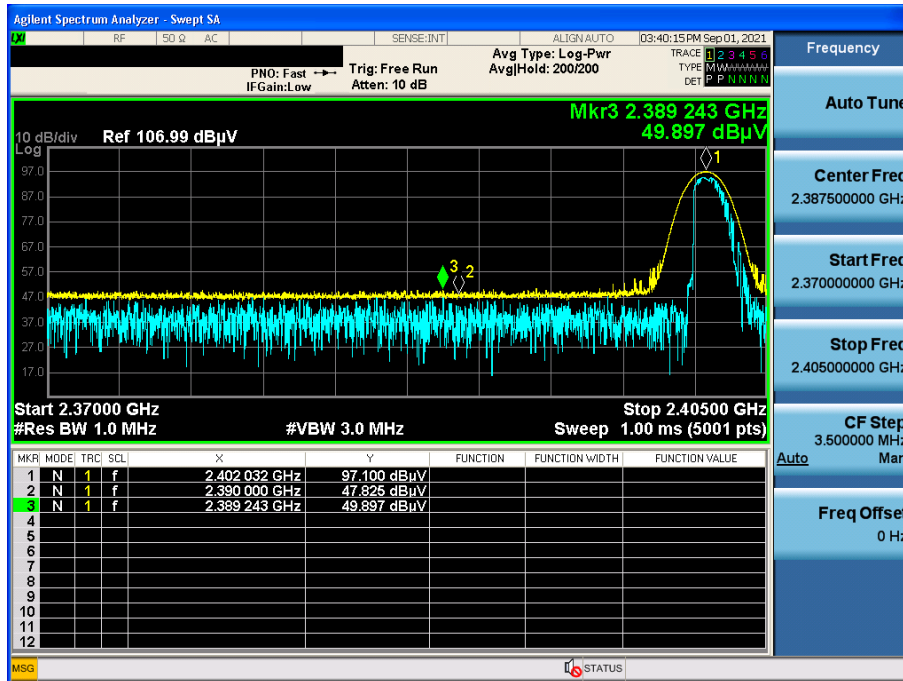 Agilent Spectrum Analyzer - Swept SA
LXI RF 50 Ω AC SENSE:INT ALIGN AUTO 03:40:15 PM Sep 01, 2021
PNO: Fast Trig: Free Run Avg Type: Log-Pwr TRACE 1 2 3 4 5 6
IFGain:Low Atten: 10 dB Avg|Hold: 200/200 TYPE M W W W W W
DET P P N N N N
Frequency
Mkr3 2.389 243 GHz
49.897 dBµV
10 dB/div Ref 106.99 dBµV
Log
97.0
87.0
77.0
67.0
57.0
47.0
37.0
27.0
17.0
1
3
2
Start 2.37000 GHz Stop 2.40500 GHz
#Res BW 1.0 MHz #VBW 3.0 MHz Sweep 1.00 ms (5001 pts)
MKR MODE TRC SCL X Y FUNCTION FUNCTION WIDTH FUNCTION VALUE
1 N 1 f 2.402 032 GHz 97.100 dBµV
2 N 1 f 2.390 000 GHz 47.825 dBµV
3 N 1 f 2.389 243 GHz 49.897 dBµV
4
5
6
7
8
9
10
11
12
Auto Tune
Center Freq
2.387500000 GHz
Start Freq
2.370000000 GHz
Stop Freq
2.405000000 GHz
CF Step
3.500000 MHz
Auto Man
Freq Offset
0 Hz
MSG STATUS